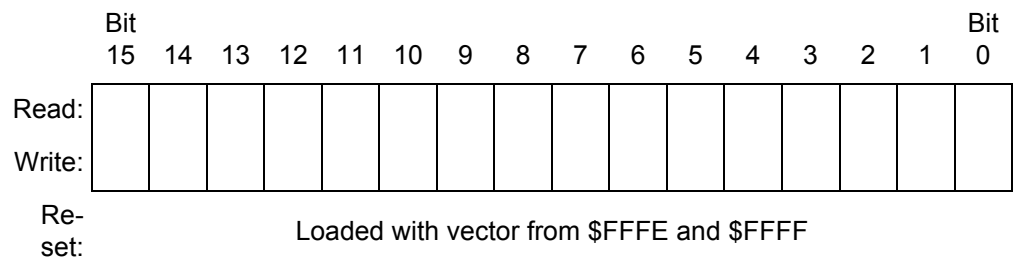 Bit Bit
15 14 13 12 11 10 9 8 7 6 5 4 3 2 1 0
Read:
Write:
Re-
set:
Loaded with vector from $FFFE and $FFFF